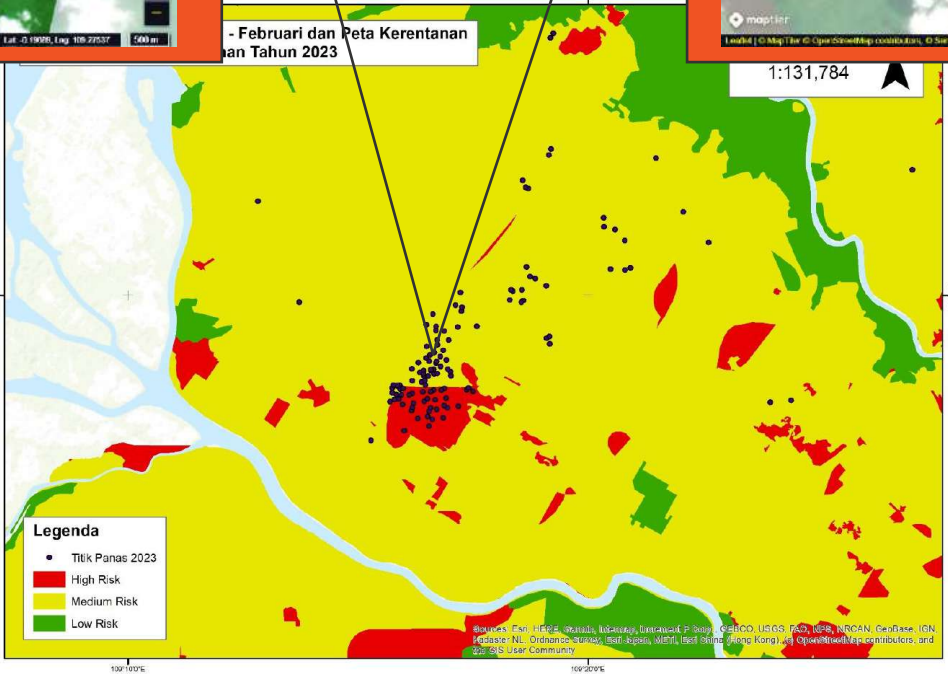 Lat: -0.19089, Lng: 109.27537
500 m
maptiler
Leaflet | © MapTiler © OpenStreetMap contributors, ©
- Februari dan Peta Kerentanan
Tahun 2023
1:131,784
Legenda
Titik Panas 2023
High Risk
Medium Risk
Low Risk
Sources: Esri, HERE, Garmin, Intermap, Increment P Corp., GEBCO, USGS, FAO, NPS, NRCAN, GeoBase, IGN,
Kadaster NL, Ordnance Survey, Esri Japan, METI, Esri China (Hong Kong), (c) OpenStreetMap contributors, and
the GIS User Community
109°10'0"E
109°20'0"E